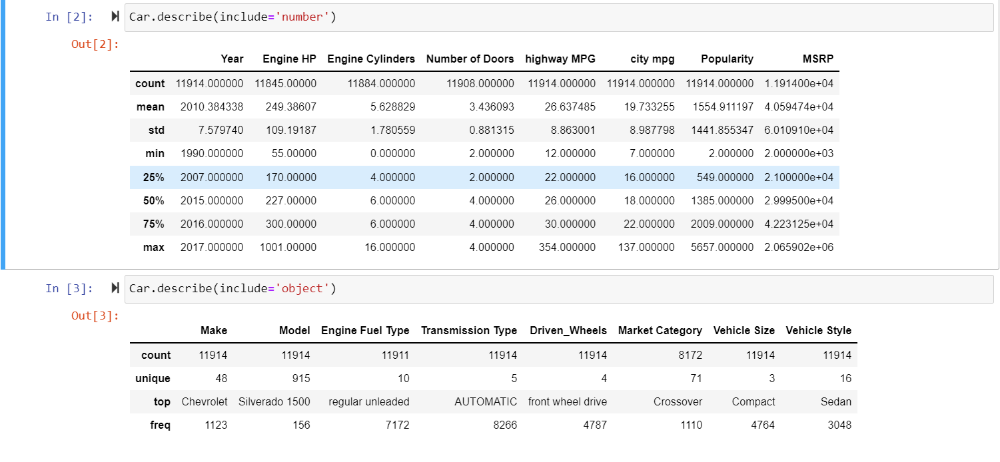 In [2]: Car.describe(include='number')
Out[2]:
Year Engine HP Engine Cylinders Number of Doors highway MPG city mpg Popularity MSRP
count 11914.000000 11845.00000 11884.000000 11908.000000 11914.000000 11914.000000 11914.000000 1.191400e+04
mean 2010.384338 249.38607 5.628829 3.436093 26.637485 19.733255 1554.911197 4.059474e+04
std 7.579740 109.19187 1.780559 0.881315 8.863001 8.987798 1441.855347 6.010910e+04
min 1990.000000 55.00000 0.000000 2.000000 12.000000 7.000000 2.000000 2.000000e+03
25% 2007.000000 170.00000 4.000000 2.000000 22.000000 16.000000 549.000000 2.100000e+04
50% 2015.000000 227.00000 6.000000 4.000000 26.000000 18.000000 1385.000000 2.999500e+04
75% 2016.000000 300.00000 6.000000 4.000000 30.000000 22.000000 2009.000000 4.223125e+04
max 2017.000000 1001.00000 16.000000 4.000000 354.000000 137.000000 5657.000000 2.065902e+06
In [3]: Car.describe(include='object')
Out[3]:
Make Model Engine Fuel Type Transmission Type Driven_Wheels Market Category Vehicle Size Vehicle Style
count 11914 11914 11911 11914 11914 8172 11914 11914
unique 48 915 10 5 4 71 3 16
top Chevrolet Silverado 1500 regular unleaded AUTOMATIC front wheel drive Crossover Compact Sedan
freq 1123 156 7172 8266 4787 1110 4764 3048